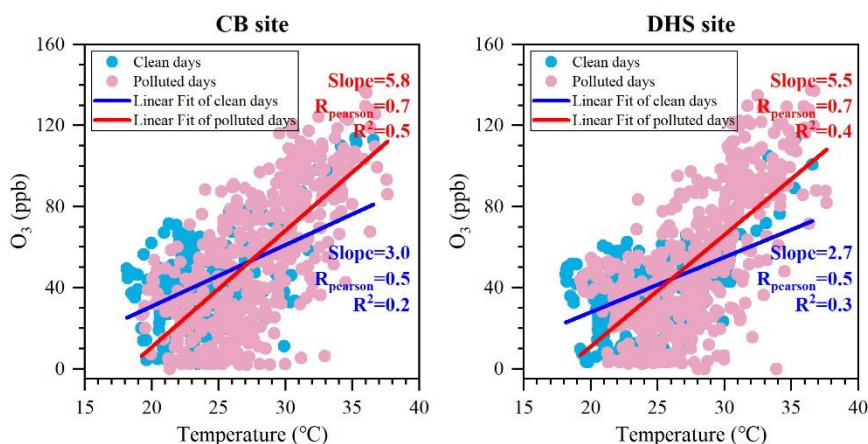 CB site
160
120
80
40
0
O₃ (ppb)
Clean days
Polluted days
Linear Fit of clean days
Linear Fit of polluted days
Slope=5.8
Rpearson=0.7
R²=0.5
Slope=3.0
Rpearson=0.5
R²=0.2
15 20 25 30 35 40
Temperature (°C)
DHS site
160
120
80
40
0
O₃ (ppb)
Clean days
Polluted days
Linear Fit of clean days
Linear Fit of polluted days
Slope=5.5
Rpearson=0.7
R²=0.4
Slope=2.7
Rpearson=0.5
R²=0.3
15 20 25 30 35 40
Temperature (°C)